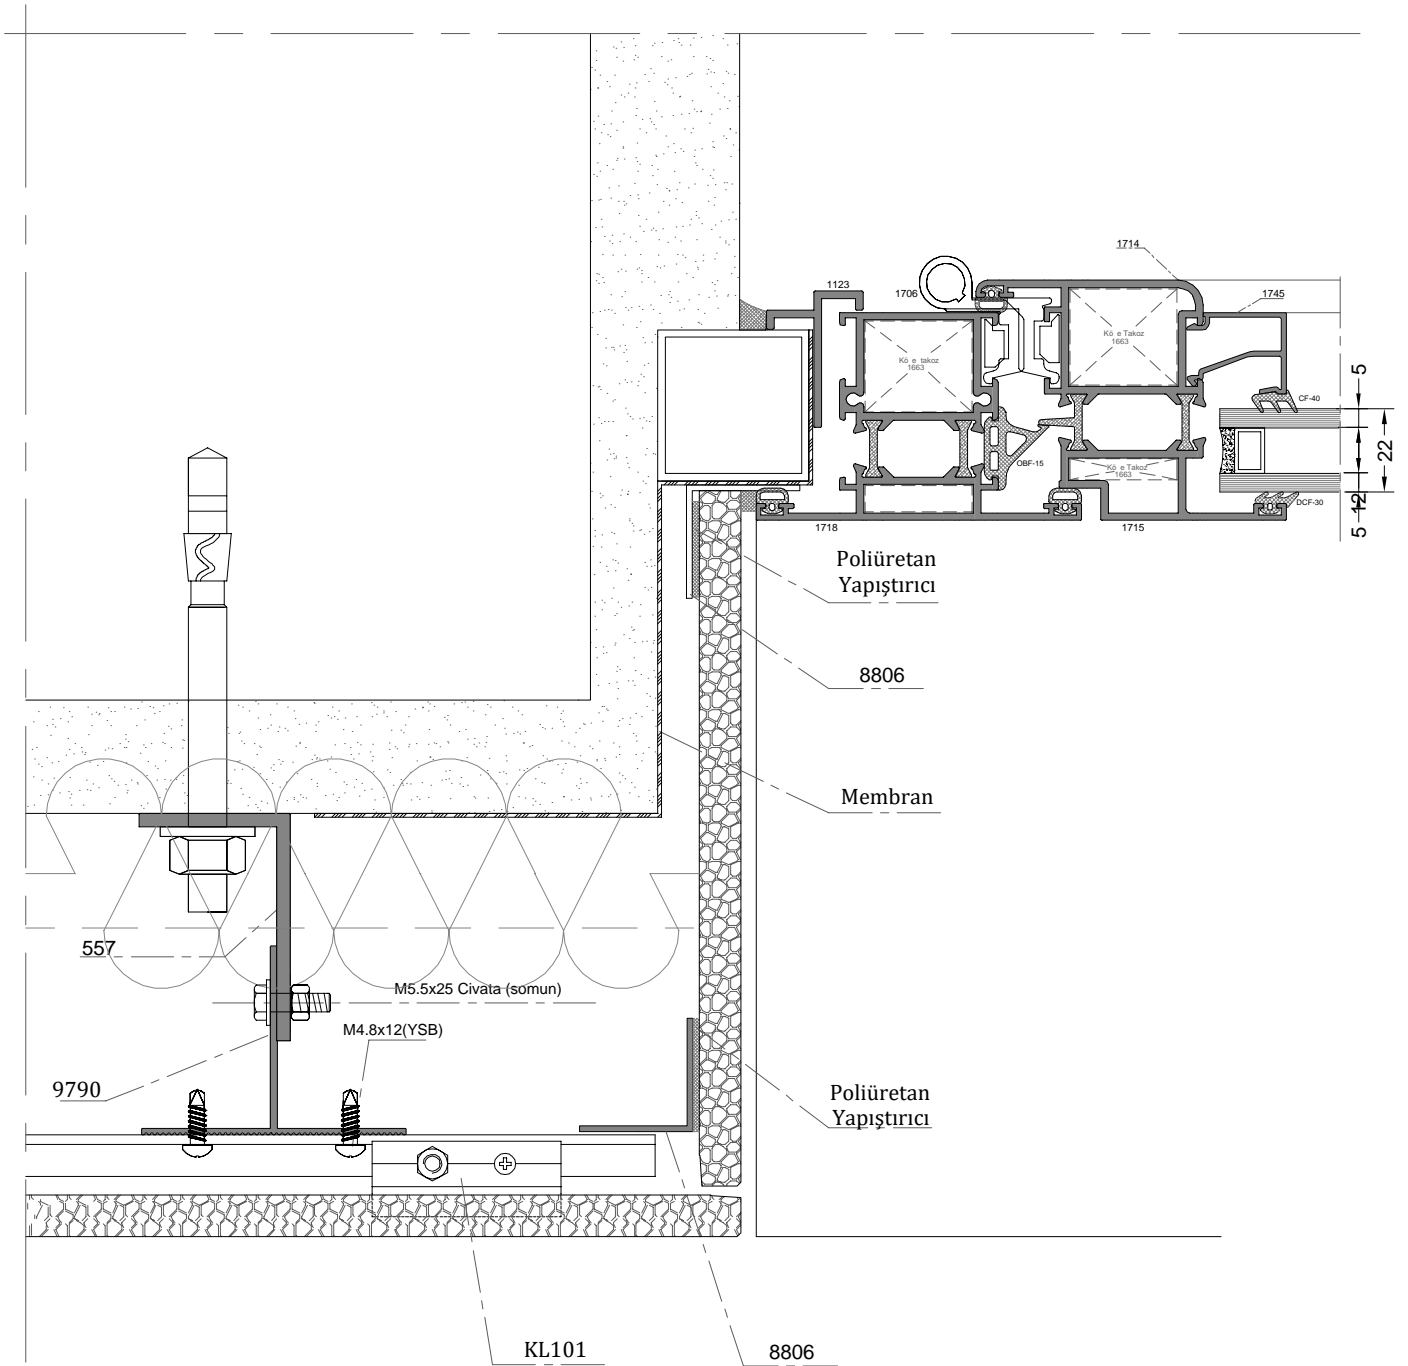 1714
1123
1706
1745
Kö e Takoz
1663
Kö e takoz
1663
5
CF-40
22
OBF-15
Kö e Takoz
1663
12
DCF-30
5
1718
1715
Poliüretan
Yapıştırıcı
8806
Membran
557
M5.5x25 Civata (somun)
M4.8x12(YSB)
9790
Poliüretan
Yapıştırıcı
KL101
8806